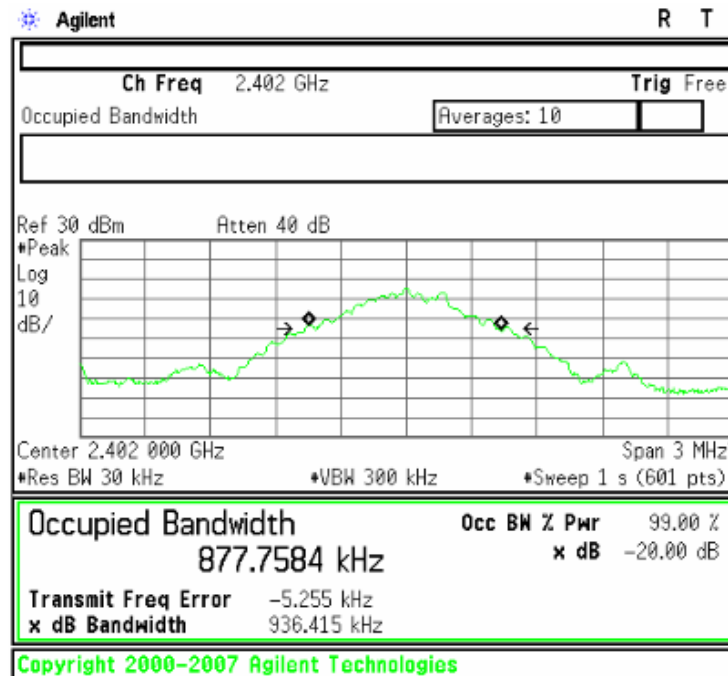 Agilent R T
Ch Freq 2.402 GHz Trig Free
Occupied Bandwidth Averages: 10
Ref 30 dBm Atten 40 dB
#Peak
Log
10
dB/
Center 2.402 000 GHz Span 3 MHz
#Res BW 30 kHz #VBW 300 kHz #Sweep 1 s (601 pts)
Occupied Bandwidth Occ BW % Pwr 99.00 %
877.7584 kHz x dB -20.00 dB
Transmit Freq Error -5.255 kHz
x dB Bandwidth 936.415 kHz
Copyright 2000-2007 Agilent Technologies